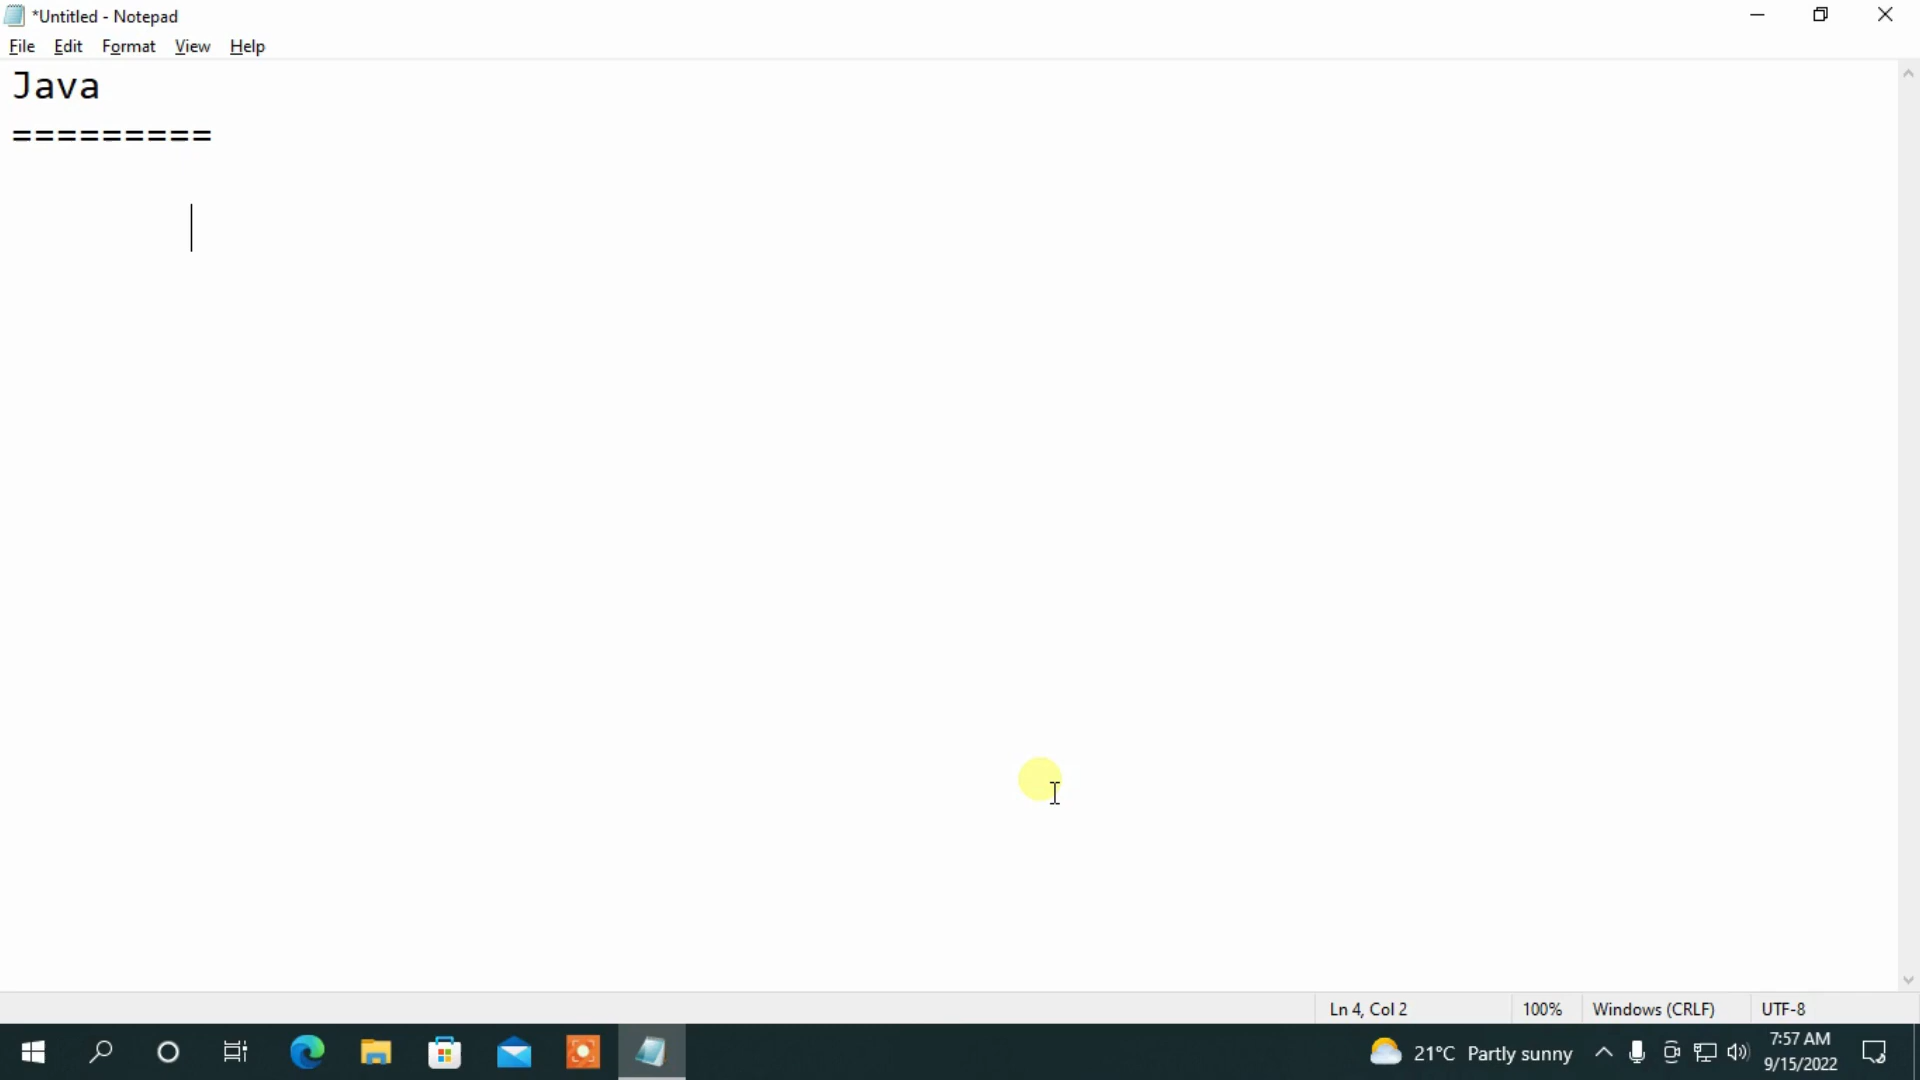 *Untitled - Notepad
File Edit Format View Help
Java
=========
Ln 4, Col 2 100% Windows (CRLF) UTF-8
21°C Partly sunny 7:57 AM
9/15/2022